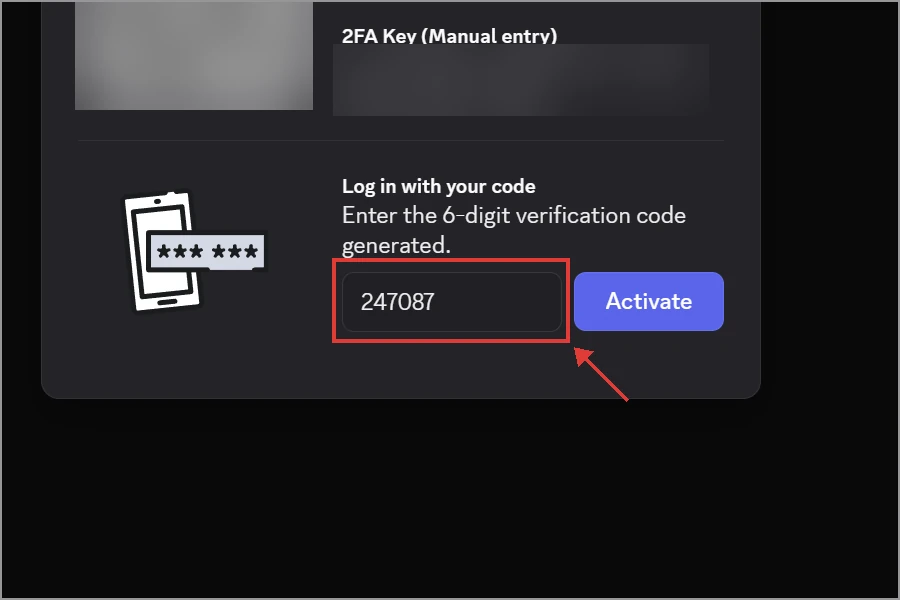 2FA Key (Manual entry)
Log in with your code
Enter the 6-digit verification code
generated.
*** ***
247087
Activate